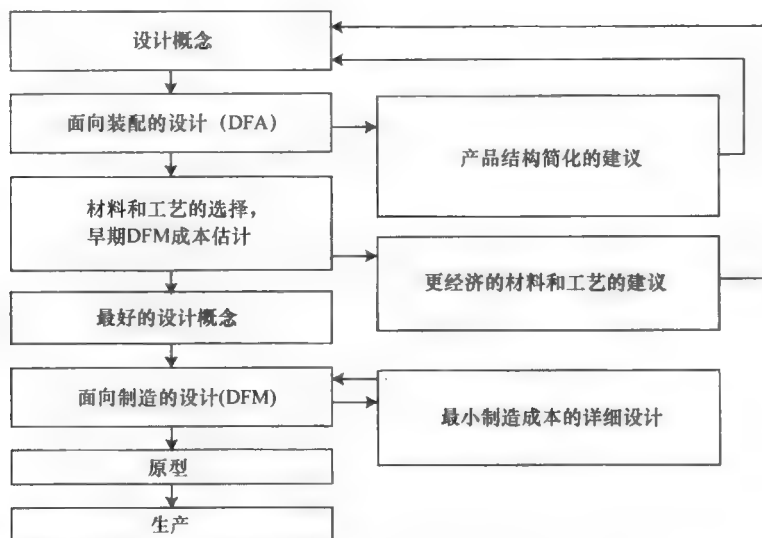 设计概念
面向装配的设计（DFA）
产品结构简化的建议
材料和工艺的选择，
早期DFM成本估计
更经济的材料和工艺的建议
最好的设计概念
面向制造的设计(DFM)
最小制造成本的详细设计
原型
生产